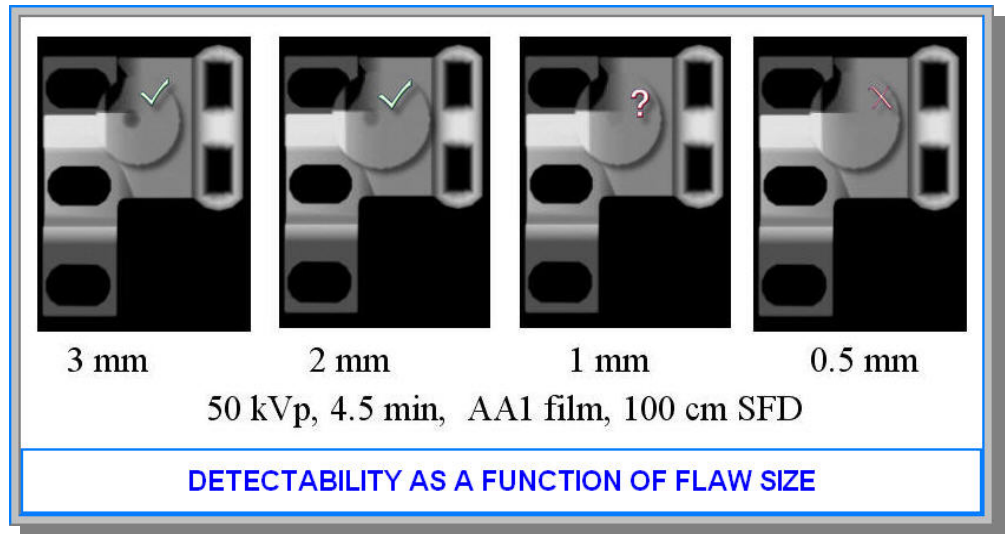 ?
3 mm 2 mm 1 mm 0.5 mm
50 kVp, 4.5 min, AA1 film, 100 cm SFD
DETECTABILITY AS A FUNCTION OF FLAW SIZE